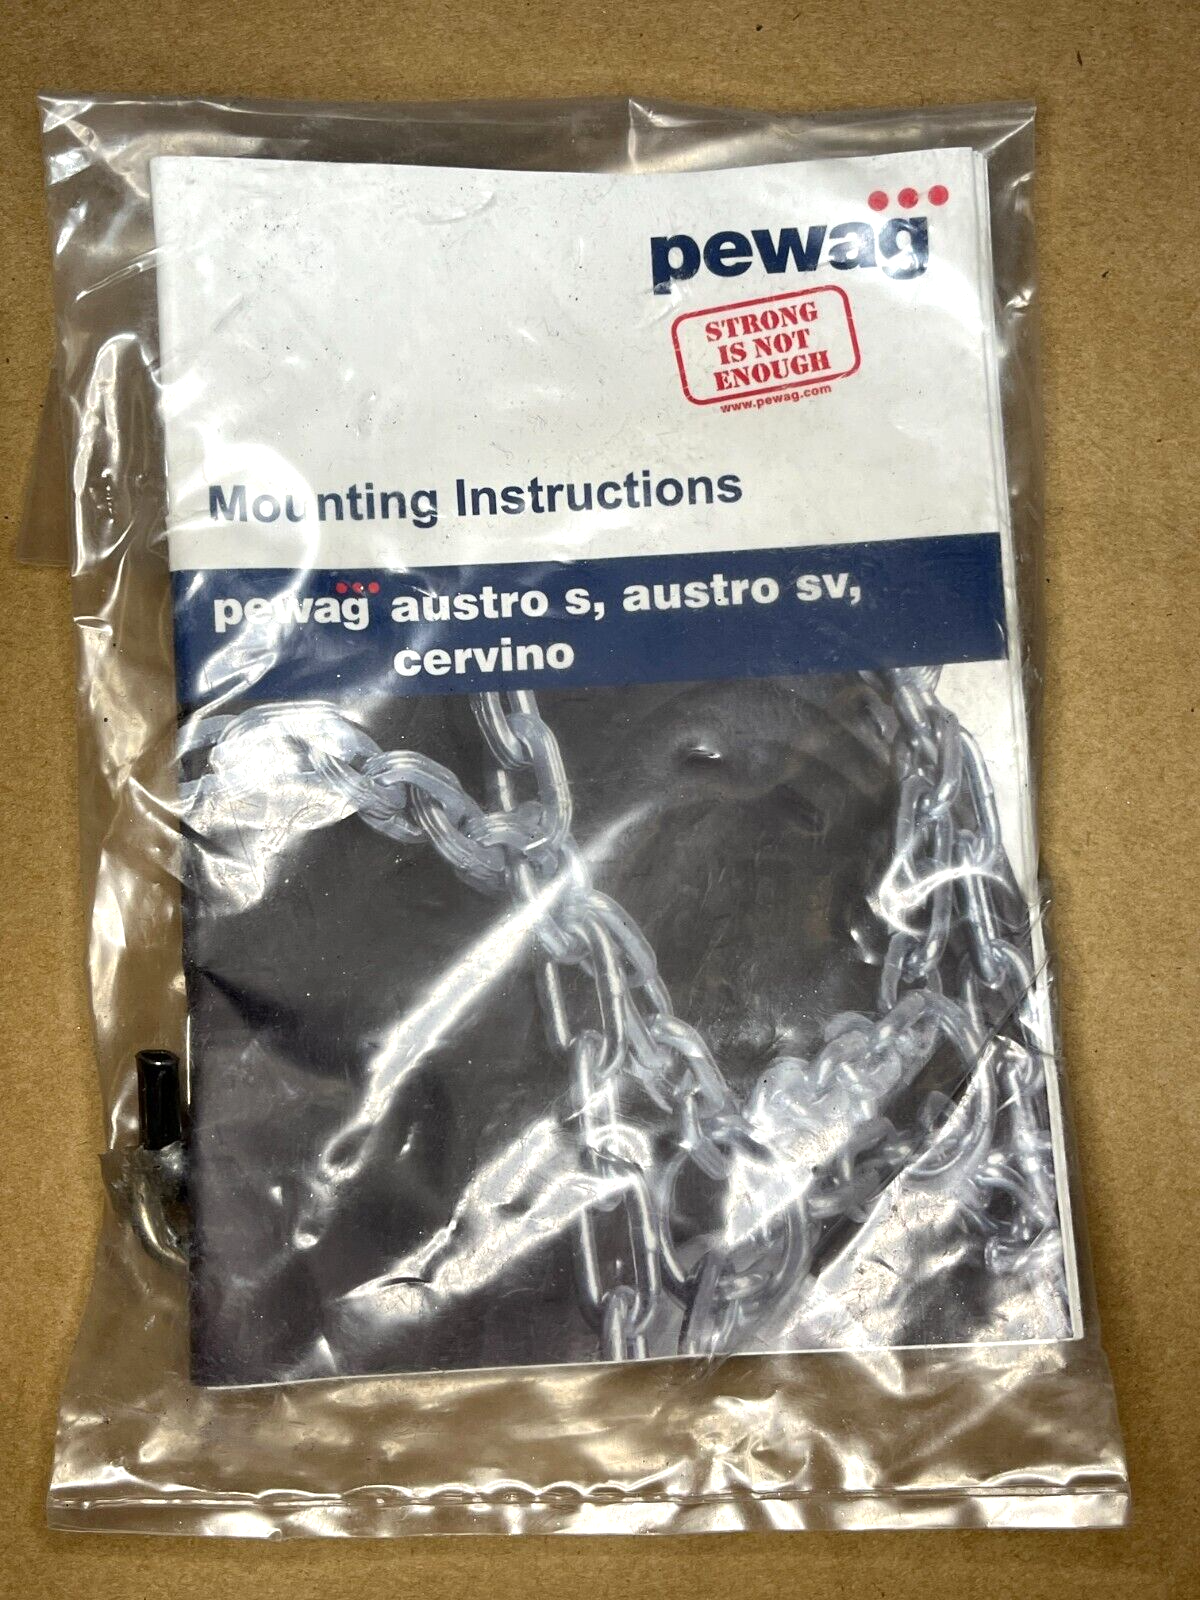 pewag
STRONG
IS NOT
ENOUGH
www.pewag.com
Mounting Instructions
pewag austro s, austro sv,
cervino